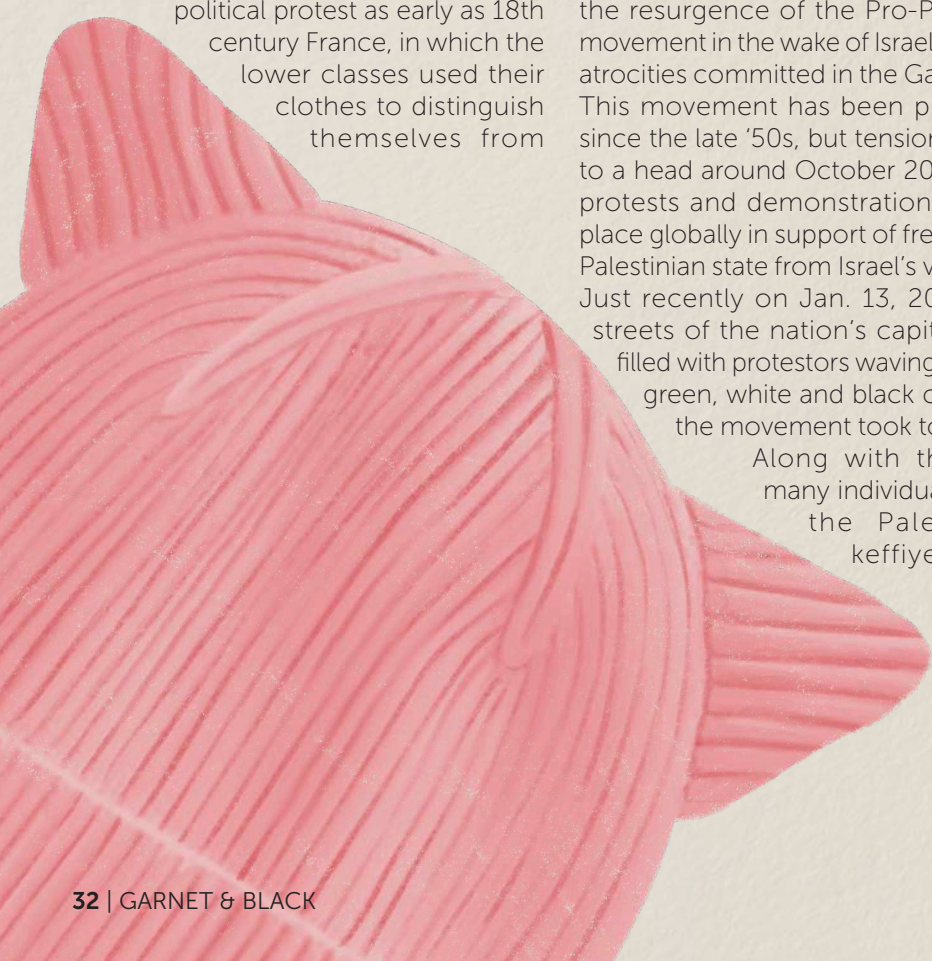 political protest as early as 18th
century France, in which the
lower classes used their
clothes to distinguish
themselves from
the resurgence of the Pro-P
movement in the wake of Israel
atrocities committed in the Ga
This movement has been p
since the late ‘50s, but tension
to a head around October 20
protests and demonstration
place globally in support of fre
Palestinian state from Israel’s v
Just recently on Jan. 13, 20
streets of the nation’s capit
filled with protestors waving
green, white and black c
the movement took to
Along with th
many individua
the Pale
keffiye
32 | GARNET & BLACK